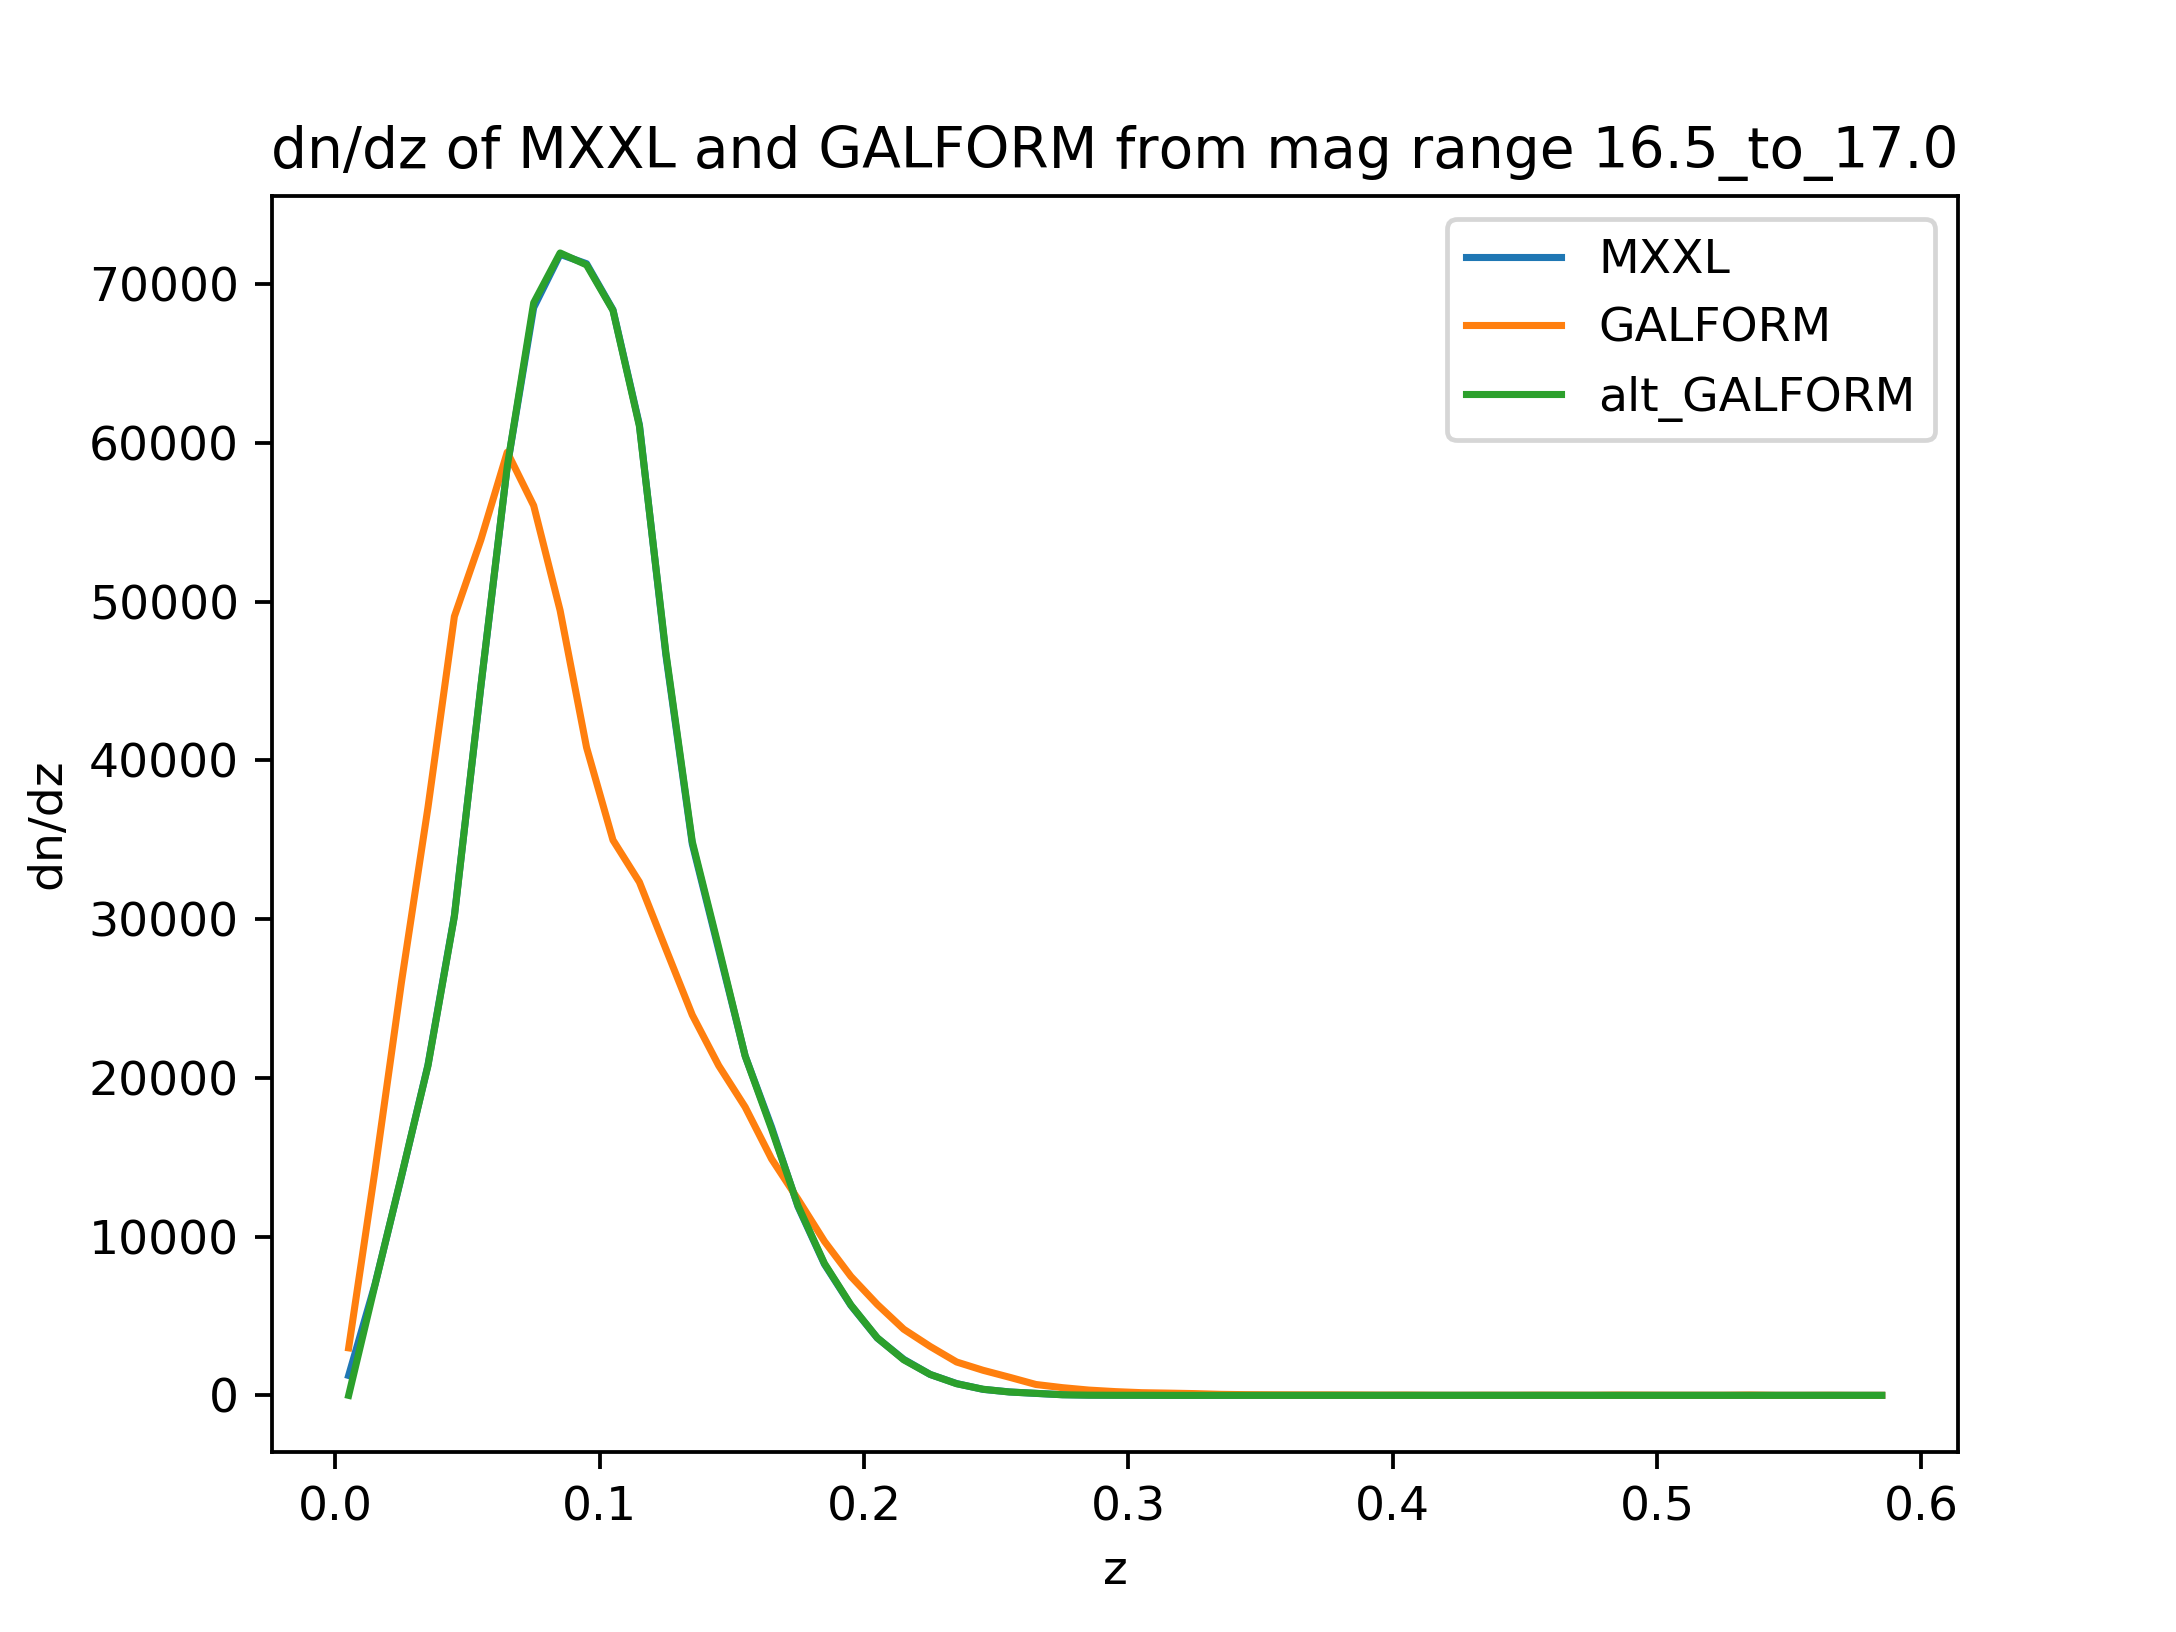 dn/dz of MXXL and GALFORM from mag range 16.5_to_17.0
MXXL
GALFORM
alt_GALFORM
dn/dz
70000
60000
50000
40000
30000
20000
10000
0
0.0 0.1 0.2 0.3 0.4 0.5 0.6
z